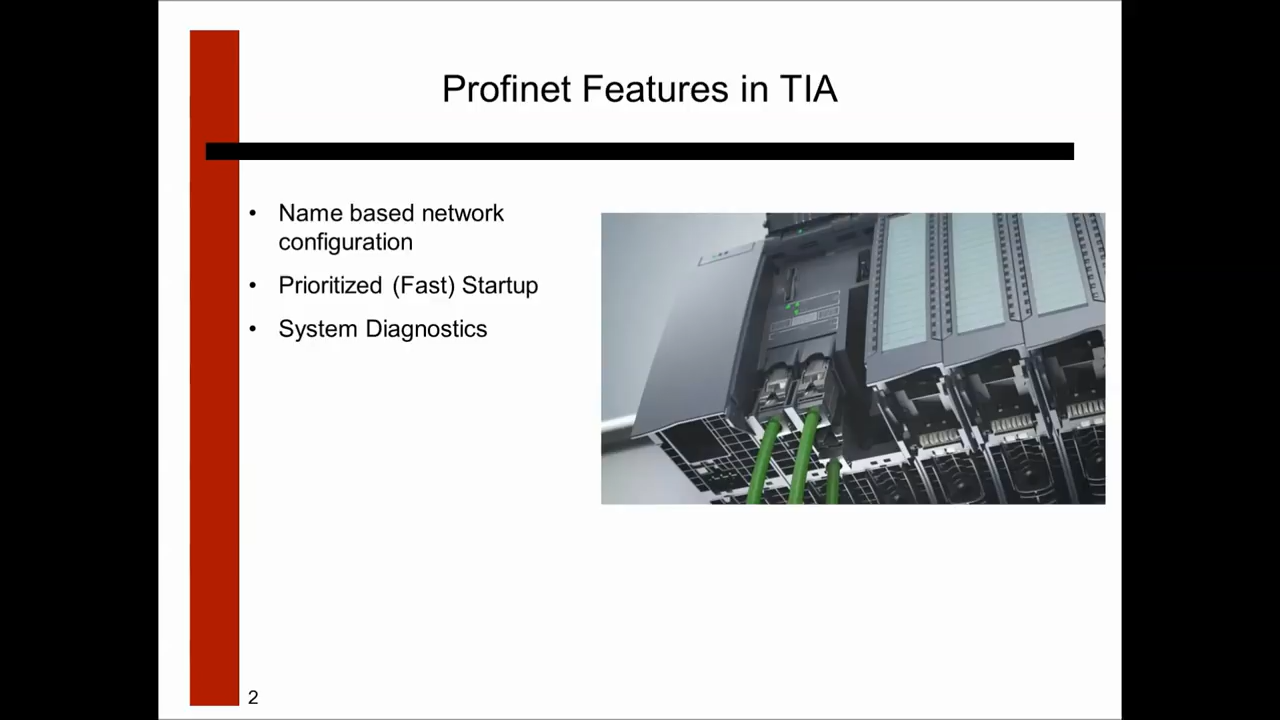 Profinet Features in TIA
• Name based network
configuration
• Prioritized (Fast) Startup
• System Diagnostics
2